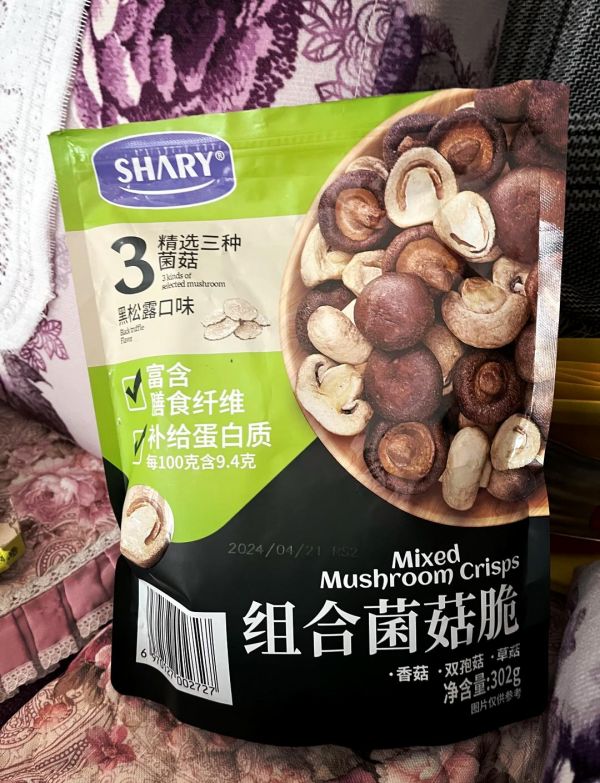 SHARY®
3
精选三种
菌菇
3 kinds of
selected mushroom
黑松露口味
Black truffle
Flavor
富含
膳食纤维
补给蛋白质
每100克含9.4克
2024/04/21
Mixed
Mushroom Crisps
组合菌菇脆
·香菇 ·双孢菇 ·草菇
净含量:302g
图片仅供参考
002727